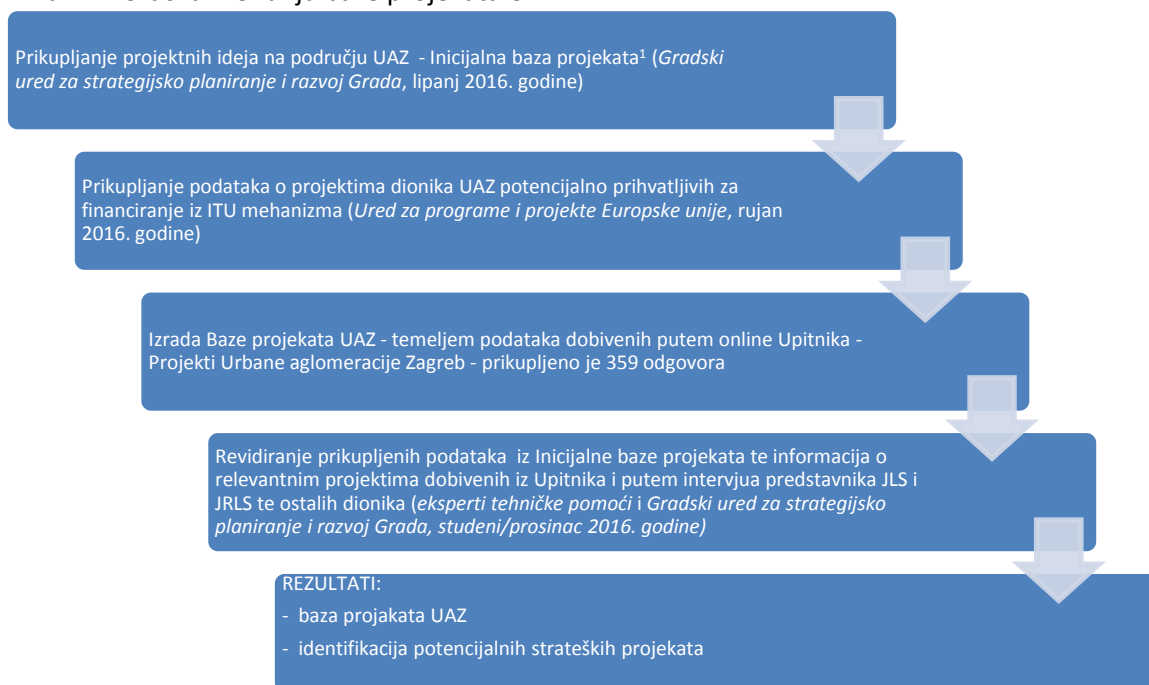 Prikupljanje projektnih ideja na području UAZ - Inicijalna baza projekata¹ (Gradski
ured za strategijsko planiranje i razvoj Grada, lipanj 2016. godine)
Prikupljanje podataka o projektima dionika UAZ potencijalno prihvatljivih za
financiranje iz ITU mehanizma (Ured za programe i projekte Europske unije, rujan
2016. godine)
Izrada Baze projekata UAZ - temeljem podataka dobivenih putem online Upitnika -
Projekti Urbane aglomeracije Zagreb - prikupljeno je 359 odgovora
Revidiranje prikupljenih podataka iz Inicijalne baze projekata te informacija o
relevantnim projektima dobivenih iz Upitnika i putem intervjua predstavnika JLS i
JRLS te ostalih dionika (eksperti tehničke pomoći i Gradski ured za strategijsko
planiranje i razvoj Grada, studeni/prosinac 2016. godine)
REZULTATI:
- baza projakata UAZ
- identifikacija potencijalnih strateških projekata